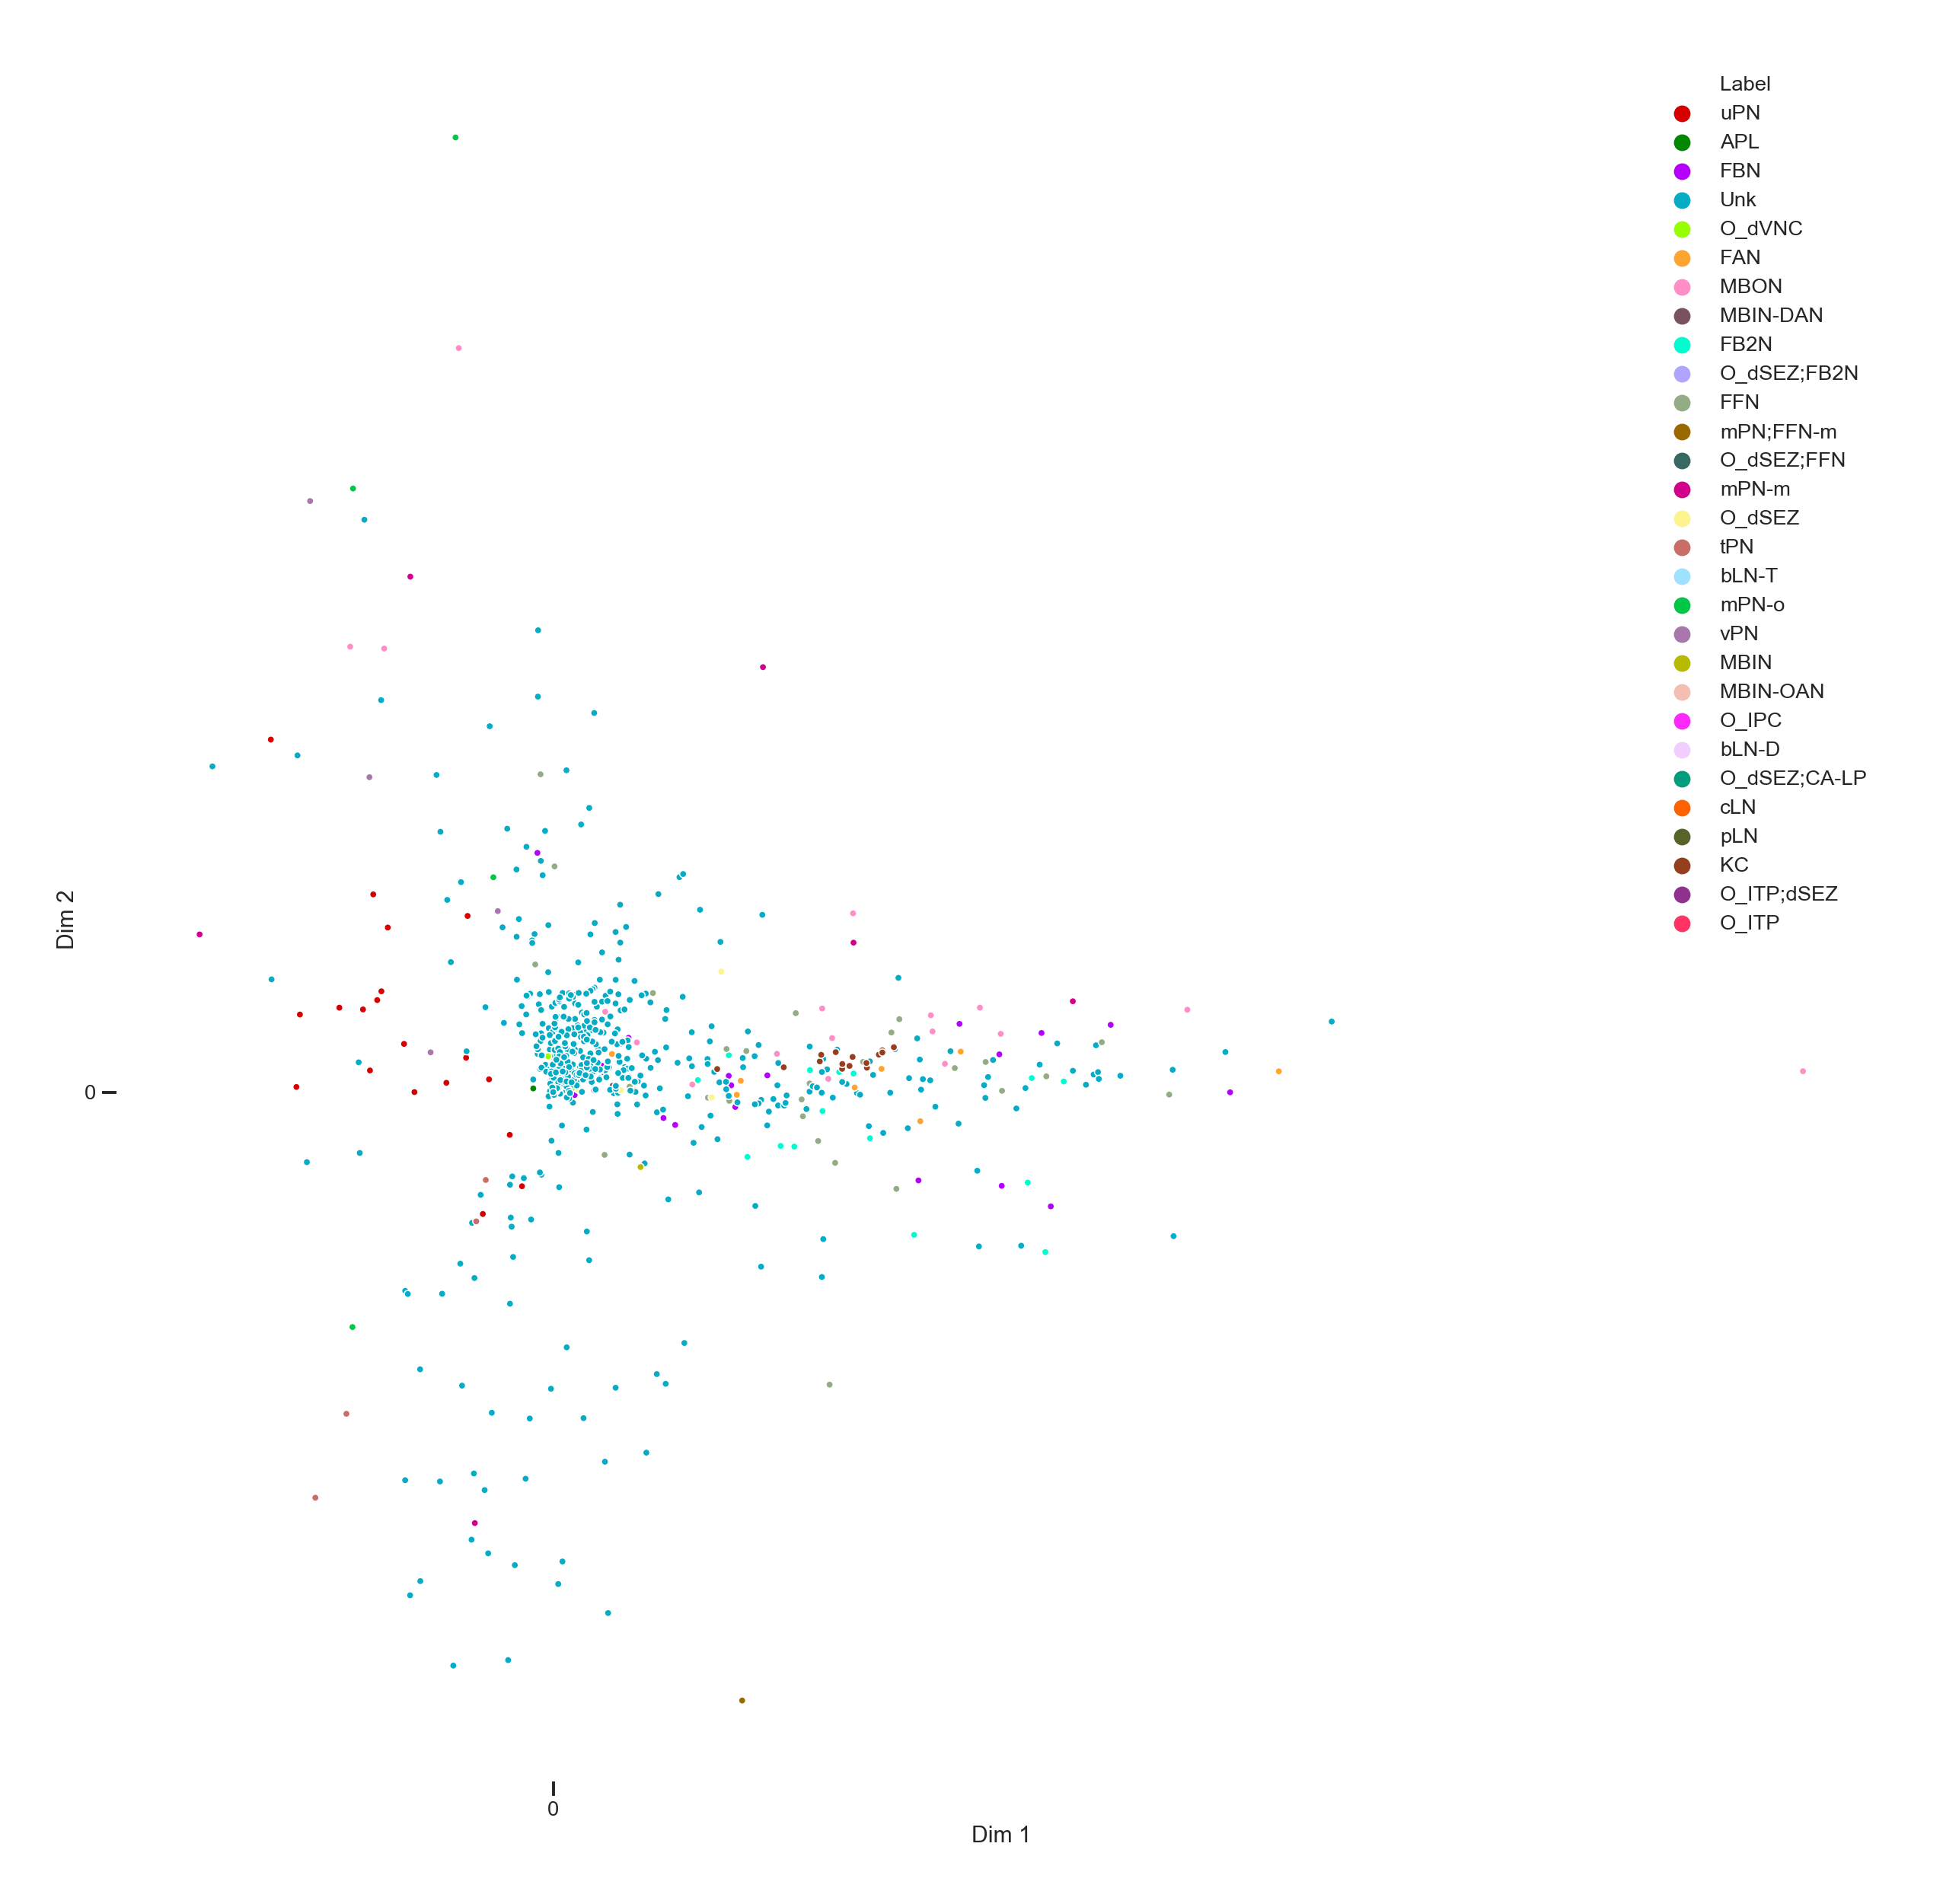 Label
uPN
APL
FBN
Unk
O_dVNC
FAN
MBON
MBIN-DAN
FB2N
O_dSEZ;FB2N
FFN
mPN;FFN-m
O_dSEZ;FFN
mPN-m
O_dSEZ
tPN
bLN-T
mPN-o
vPN
MBIN
MBIN-OAN
O_IPC
bLN-D
O_dSEZ;CA-LP
cLN
pLN
KC
O_ITP;dSEZ
O_ITP
Dim 2
0
0
Dim 1